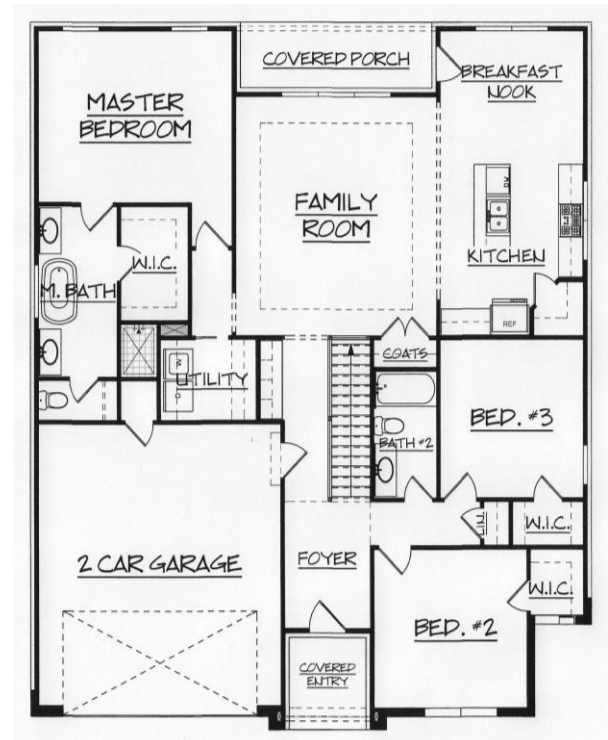 COVERED PORCH
MASTER
BEDROOM
BREAKFAST
NOOK
DW
FAMILY
ROOM
KITCHEN
W.I.C.
M. BATH
REF
COATS
UTILITY
BED. #3
BATH #2
LIN.
W.I.C.
2 CAR GARAGE
FOYER
W.I.C.
BED. #2
COVERED
ENTRY